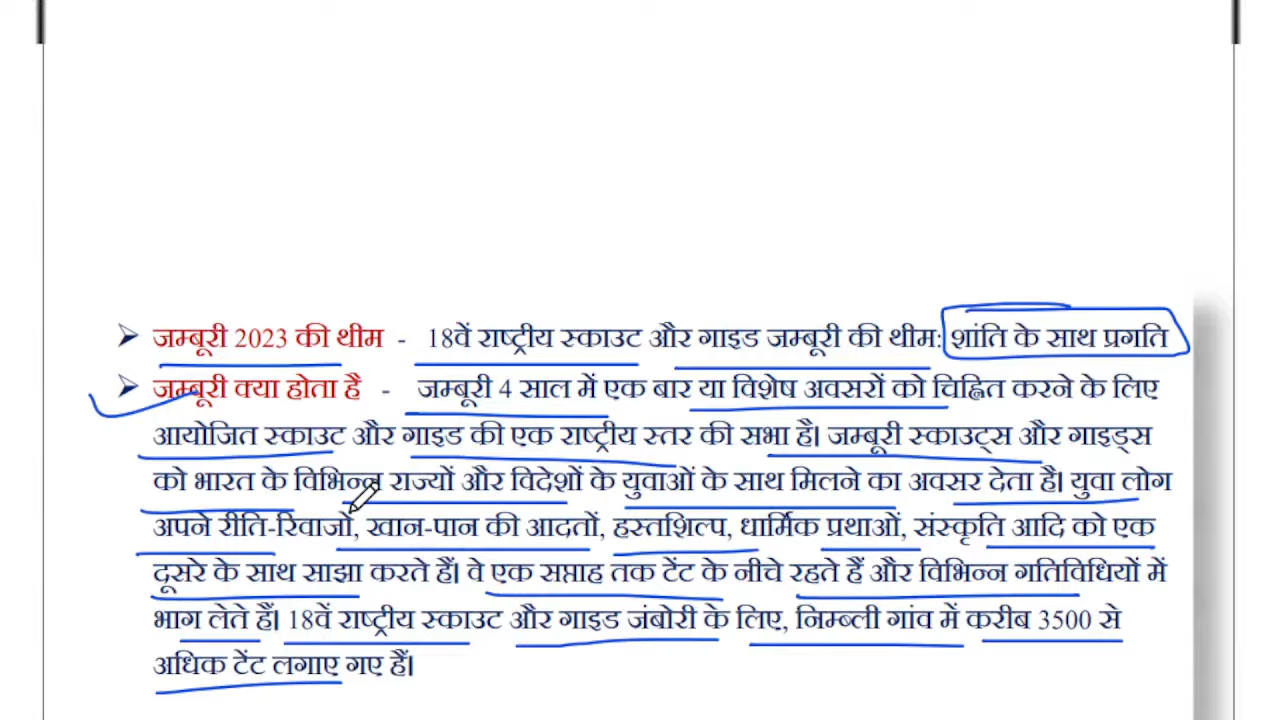 ➢ जम्बूरी 2023 की थीम - 18वें राष्ट्रीय स्काउट और गाइड जम्बूरी की थीम: शांति के साथ प्रगति
➢ जम्बूरी क्या होता है - जम्बूरी 4 साल में एक बार या विशेष अवसरों को चिह्नित करने के लिए
आयोजित स्काउट और गाइड की एक राष्ट्रीय स्तर की सभा है। जम्बूरी स्काउट्स और गाइड्स
को भारत के विभिन्न राज्यों और विदेशों के युवाओं के साथ मिलने का अवसर देता है। युवा लोग
अपने रीति-रिवाजो, खान-पान की आदतों, हस्तशिल्प, धार्मिक प्रथाओं, संस्कृति आदि को एक
दूसरे के साथ साझा करते हैं। वे एक सप्ताह तक टेंट के नीचे रहते हैं और विभिन्न गतिविधियों में
भाग लेते हैं। 18वें राष्ट्रीय स्काउट और गाइड जंबोरी के लिए, निम्ब्ली गांव में करीब 3500 से
अधिक टेंट लगाए गए हैं।